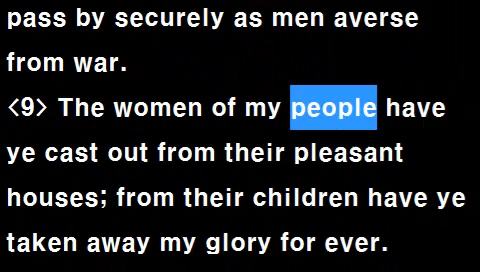 pass by securely as men averse
from war.
<9> The women of my people have
ye cast out from their pleasant
houses; from their children have ye
taken away my glory for ever.